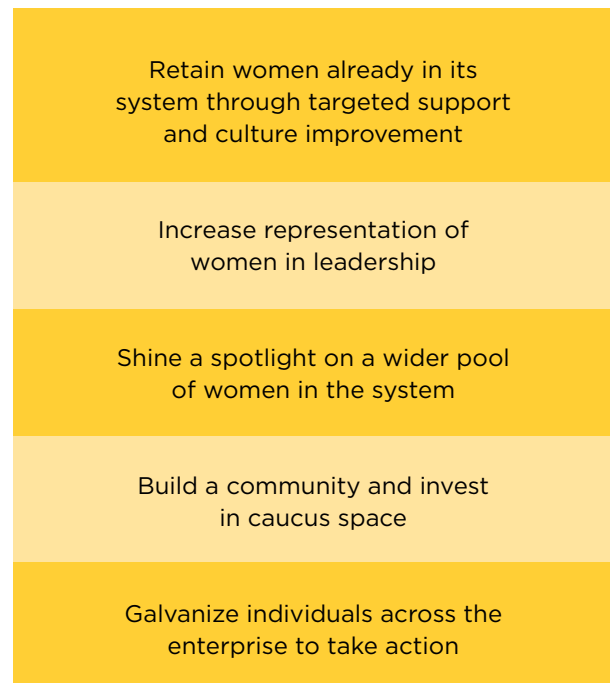 Retain women already in its
system through targeted support
and culture improvement
Increase representation of
women in leadership
Shine a spotlight on a wider pool
of women in the system
Build a community and invest
in caucus space
Galvanize individuals across the
enterprise to take action